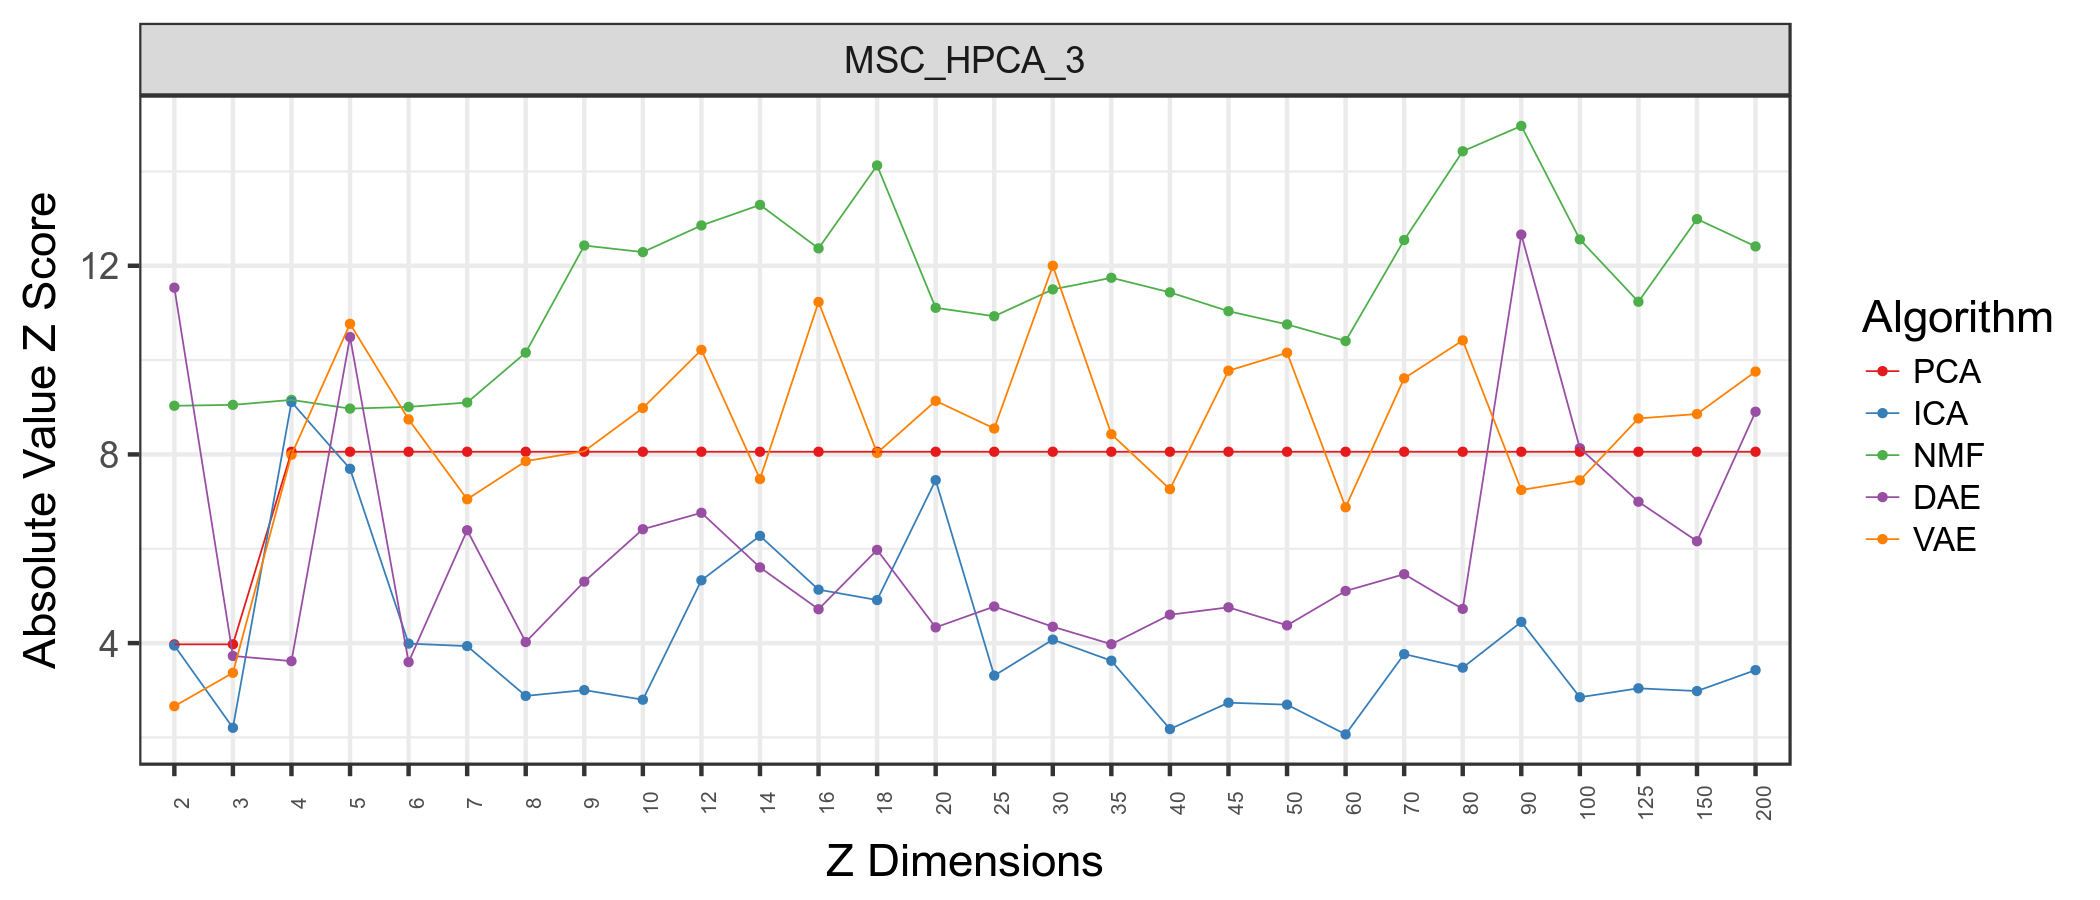 MSC_HPCA_3
Absolute Value Z Score
12
8
4
2 3 4 5 6 7 8 9 10 12 14 16 18 20 25 30 35 40 45 50 60 70 80 90 100 125 150 200
Z Dimensions
Algorithm
PCA
ICA
NMF
DAE
VAE